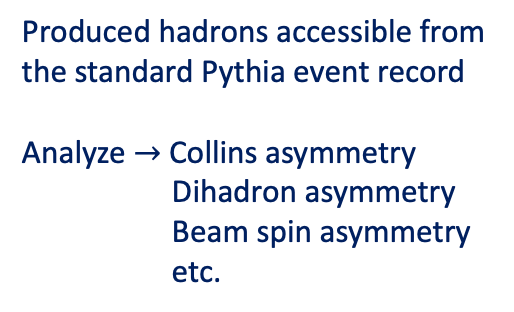 Produced hadrons accessible from
the standard Pythia event record
Analyze → Collins asymmetry
Dihadron asymmetry
Beam spin asymmetry
etc.